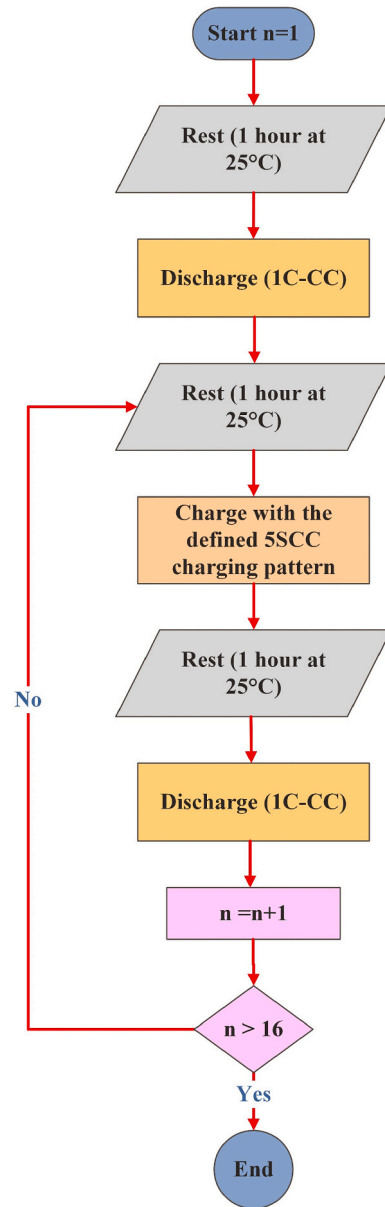 Start n=1
Rest (1 hour at
25°C)
Discharge (1C-CC)
Rest (1 hour at
25°C)
Charge with the
defined 5SCC
charging pattern
Rest (1 hour at
25°C)
No
Discharge (1C-CC)
n =n+1
n > 16
Yes
End